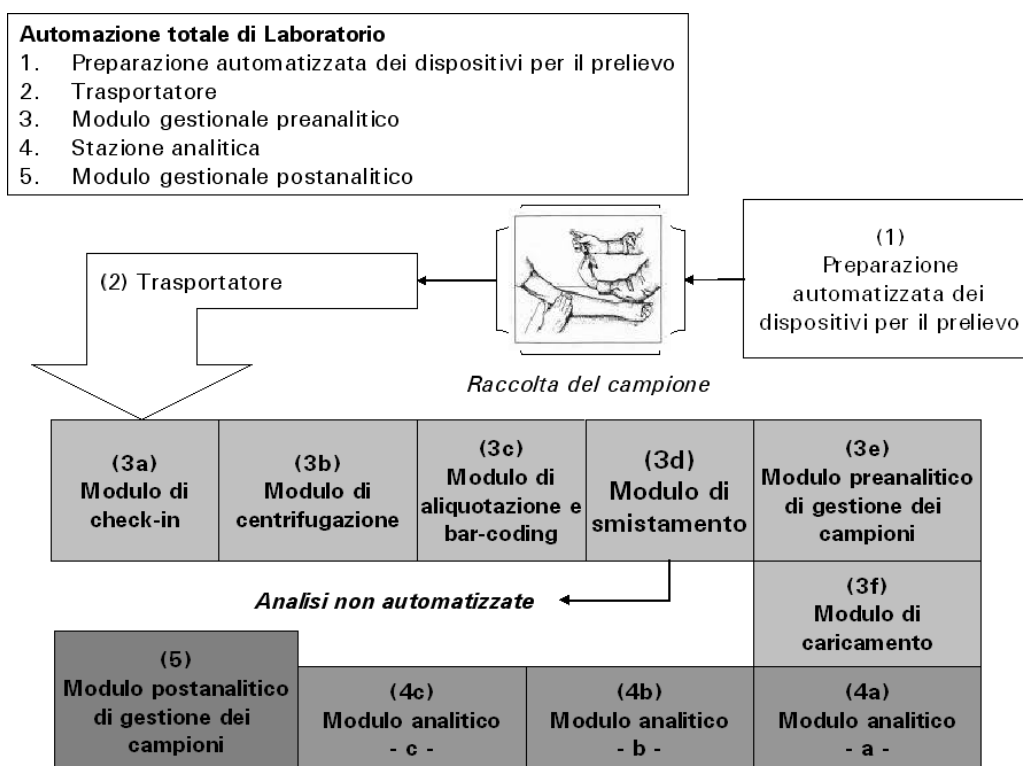 Automazione totale di Laboratorio
1. Preparazione automatizzata dei dispositivi per il prelievo
2. Trasportatore
3. Modulo gestionale preanalitico
4. Stazione analitica
5. Modulo gestionale postanalitico
(1)
Preparazione
automatizzata dei
dispositivi per il prelievo
(2) Trasportatore
Raccolta del campione
(3a)
Modulo di
check-in
(3b)
Modulo di
centrifugazione
(3c)
Modulo di
aliquotazione e
bar-coding
(3d)
Modulo di
smistamento
(3e)
Modulo preanalitico
di gestione dei
campioni
Analisi non automatizzate
(3f)
Modulo di
caricamento
(5)
Modulo postanalitico
di gestione dei
campioni
(4c)
Modulo analitico
- c -
(4b)
Modulo analitico
- b -
(4a)
Modulo analitico
- a -